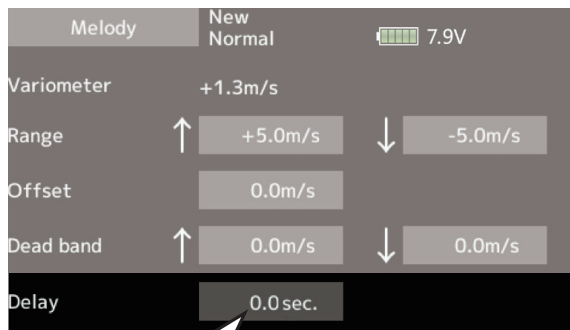 Melody New Normal 7.9V
Variometer +1.3m/s
Range ↑ +5.0m/s ↓ -5.0m/s
Offset 0.0m/s
Dead band ↑ 0.0m/s ↓ 0.0m/s
Delay 0.0 sec.